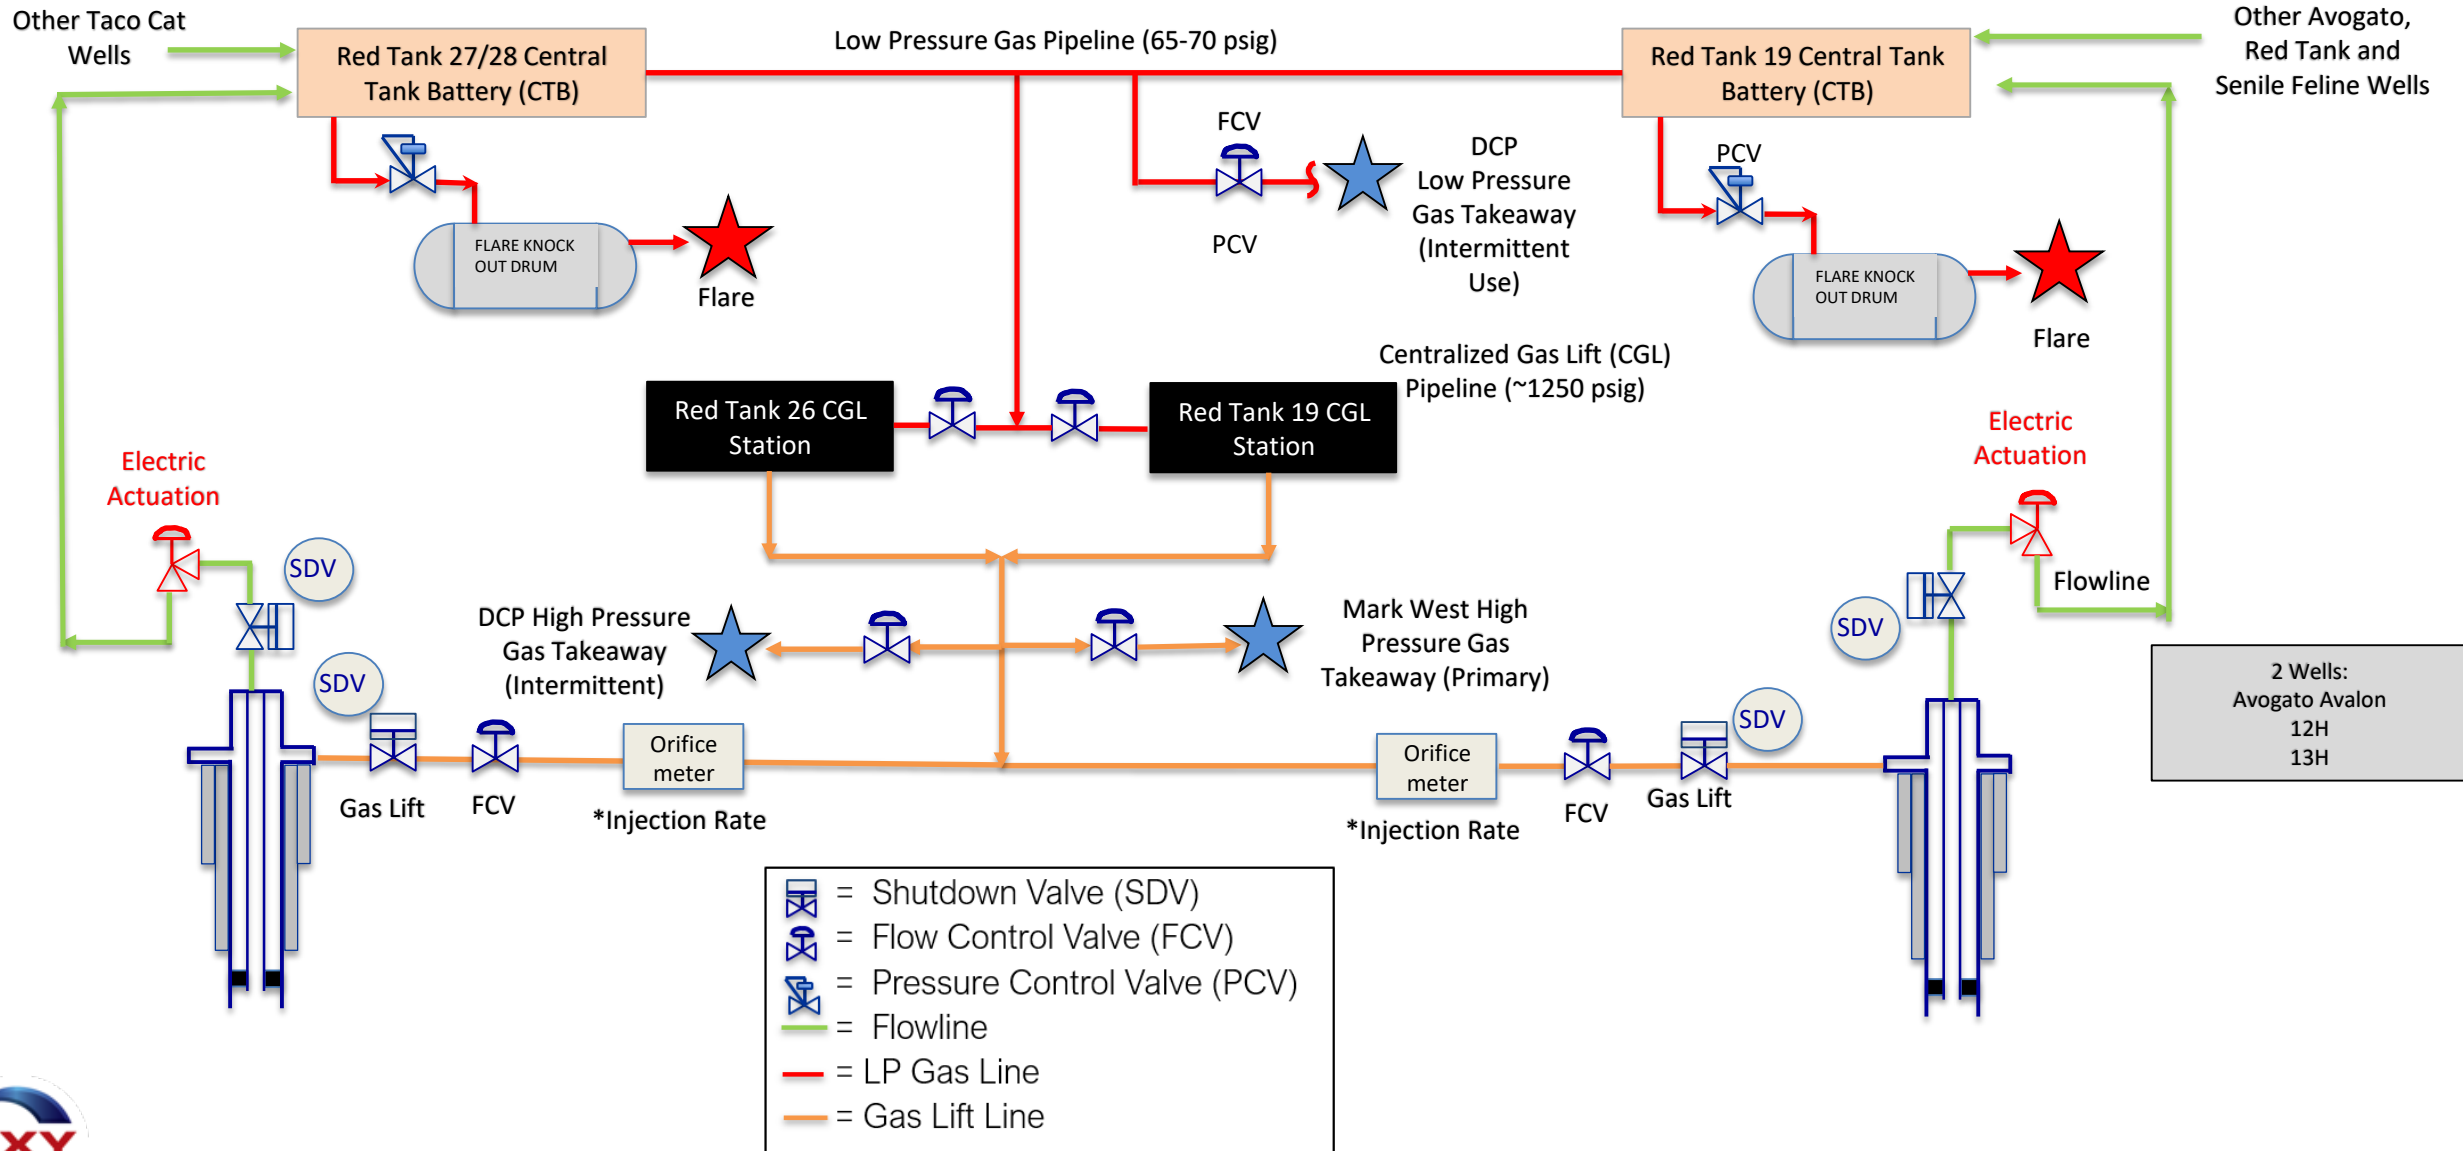 Other Taco Cat
Wells
Red Tank 27/28 Central
Tank Battery (CTB)
Low Pressure Gas Pipeline (65-70 psig)
Red Tank 19 Central Tank
Battery (CTB)
Other Avogato,
Red Tank and
Senile Feline Wells
FCV
PCV
DCP
Low Pressure
Gas Takeaway
(Intermittent
Use)
PCV
FLARE KNOCK
OUT DRUM
Flare
FLARE KNOCK
OUT DRUM
Flare
Centralized Gas Lift (CGL)
Pipeline (~1250 psig)
Red Tank 26 CGL
Station
Red Tank 19 CGL
Station
Electric
Actuation
Electric
Actuation
SDV
SDV
Flowline
SDV
DCP High Pressure
Gas Takeaway
(Intermittent)
Mark West High
Pressure Gas
Takeaway (Primary)
2 Wells:
Avogato Avalon
12H
13H
SDV
Orifice
meter
Orifice
meter
Gas Lift
FCV
*Injection Rate
*Injection Rate
FCV
Gas Lift
= Shutdown Valve (SDV)
= Flow Control Valve (FCV)
= Pressure Control Valve (PCV)
= Flowline
= LP Gas Line
= Gas Lift Line
XY